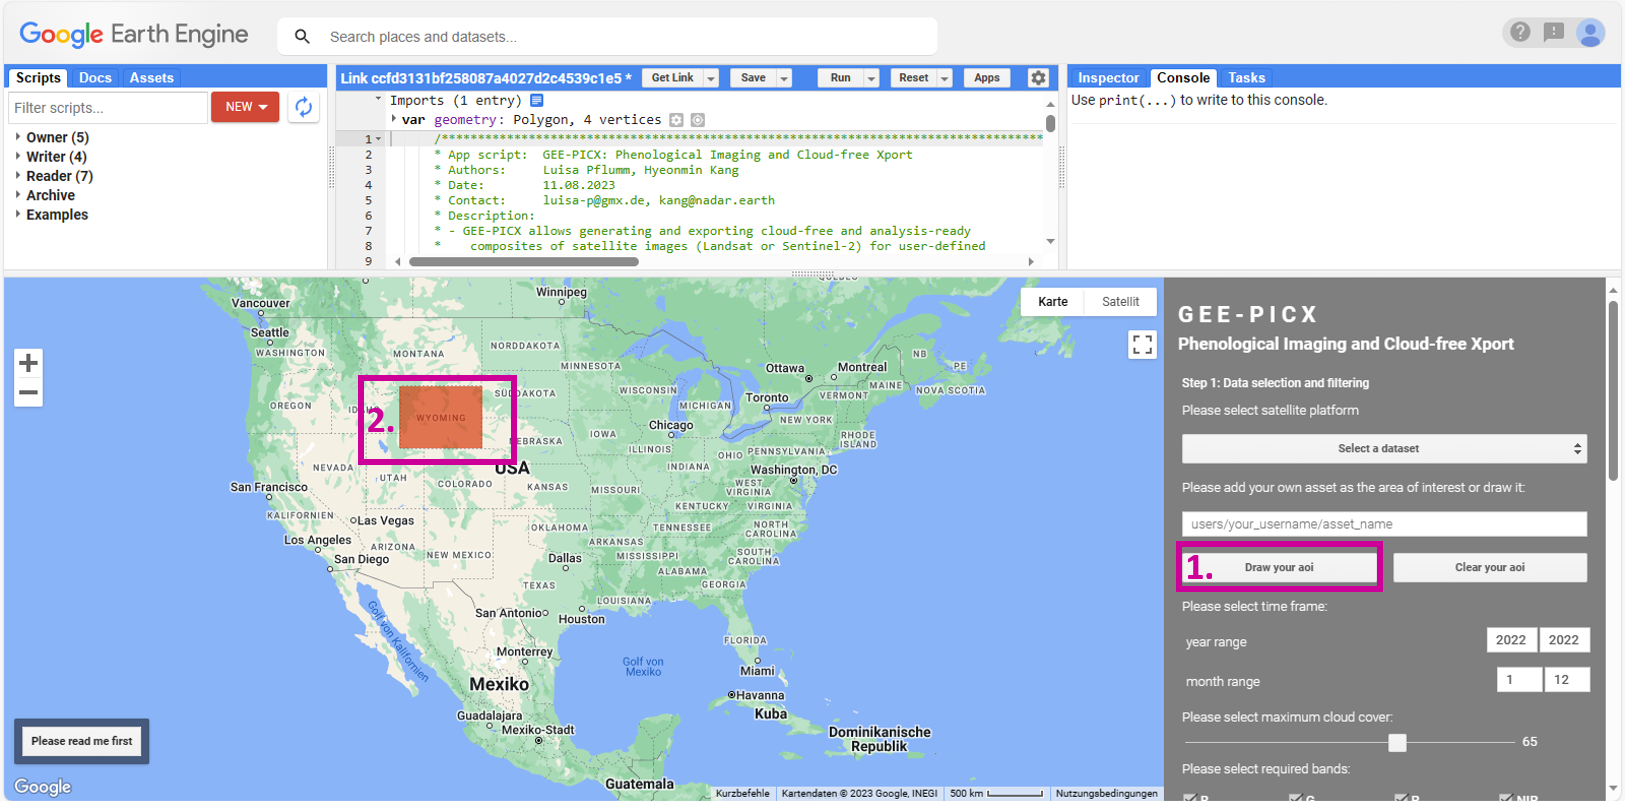 Google Earth Engine
Search places and datasets...
Scripts Docs Assets
Filter scripts... NEW
Owner (5)
Writer (4)
Reader (7)
Archive
Examples
Link ccfd3131bf258087a4027d2c4539c1e5 * Get Link Save Run Reset Apps
Imports (1 entry)
var geometry: Polygon, 4 vertices
1 /***********************************************************************************
2 * App script: GEE-PICX: Phenological Imaging and Cloud-free Xport
3 * Authors: Luisa Pflumm, Hyeonmin Kang
4 * Date: 11.08.2023
5 * Contact: luisa-p@gmx.de, kang@nadar.earth
6 * Description:
7 * - GEE-PICX allows generating and exporting cloud-free and analysis-ready
8 * composites of satellite images (Landsat or Sentinel-2) for user-defined
9
Inspector Console Tasks
Use print(...) to write to this console.
Karte Satellit
Vancouver
Winnipeg
Seattle
WASHINGTON
MONTANA
NORDDAKOTA
MINNESOTA
Ottawa
Montreal
NB
PE
NOVA SCOTIA
MAINE
VERMONT
OREGON
2.
WYOMING
SÜDDAKOTA
WISCONSIN
MICHIGAN
Toronto
NEW YORK
Chicago
IOWA
NEBRASKA
ILLINOIS
INDIANA
OHIO
PENNSYLVANIA
RHODE
ISLAND
USA
Washington, DC
NEVADA
UTAH
COLORADO
KANSAS
MISSOURI
WEST
VIRGINIA
KENTUCKY
VIRGINIA
San Francisco
KALIFORNIEN
Las Vegas
OKLAHOMA
TENNESSEE
NORTH
CAROLINA
Los Angeles
ARIZONA
NEW MEXICO
ARKANSAS
MISSISSIPPI
SOUTH
CAROLINA
San Diego
Dallas
ALABAMA
GEORGIA
TEXAS
LOUISIANA
San Antonio
Houston
FLORIDA
Golf von Kalifornien
Monterrey
Golf von
Mexiko
Miami
Mexiko
Havanna
Kuba
Guadalajara
Mexiko-Stadt
Dominikanische
Republik
Guatemala
Please read me first
Google
Kurzbefehle Kartendaten © 2023 Google, INEGI 500 km Nutzungsbedingungen
GEE-PICX
Phenological Imaging and Cloud-free Xport
Step 1: Data selection and filtering
Please select satellite platform
Select a dataset
Please add your own asset as the area of interest or draw it:
users/your_username/asset_name
1. Draw your aoi Clear your aoi
Please select time frame:
year range 2022 2022
month range 1 12
Please select maximum cloud cover:
65
Please select required bands: